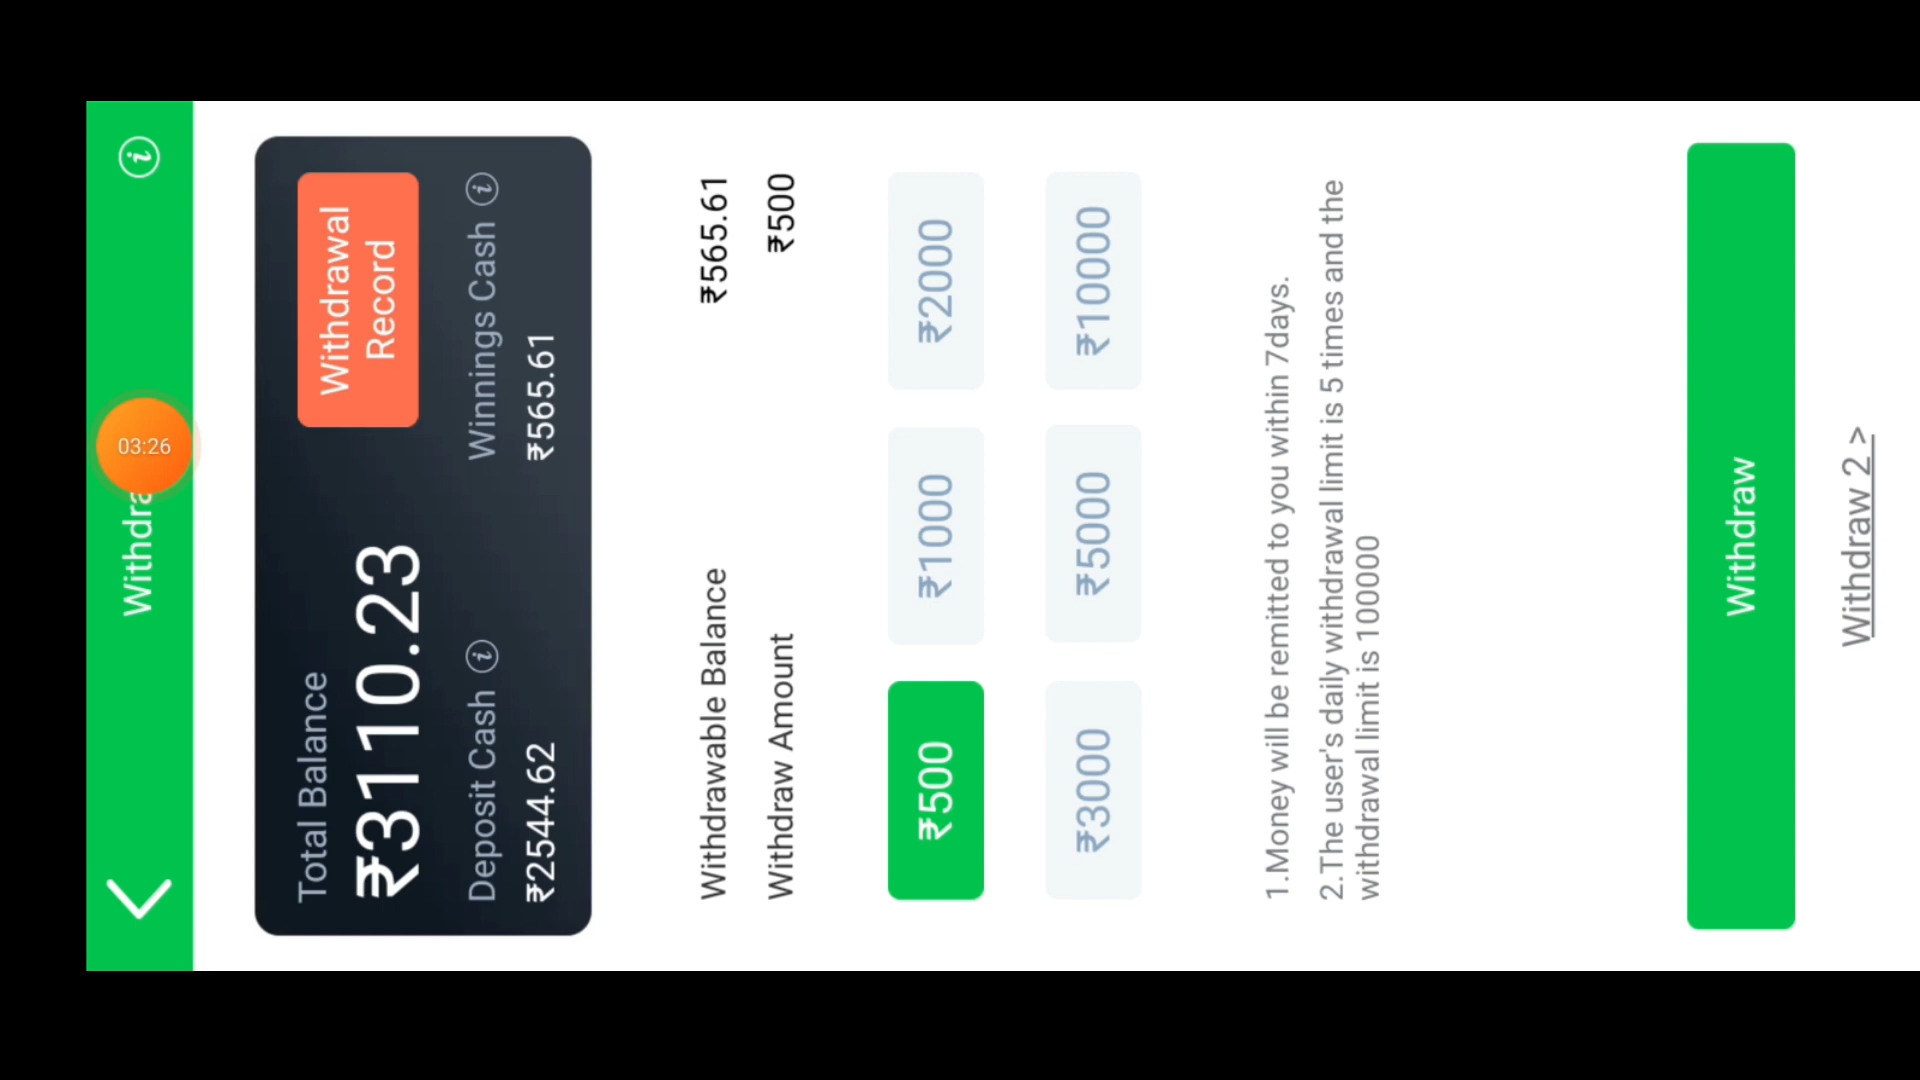 Withdra
03:26
Total Balance
₹3110.23
Withdrawal
Record
Deposit Cash
Winnings Cash
₹2544.62
₹565.61
Withdrawable Balance
₹565.61
Withdraw Amount
₹500
₹500
₹1000
₹2000
₹3000
₹5000
₹10000
1.Money will be remitted to you within 7days.
2.The user's daily withdrawal limit is 5 times and the
withdrawal limit is 100000
Withdraw
Withdraw 2 >